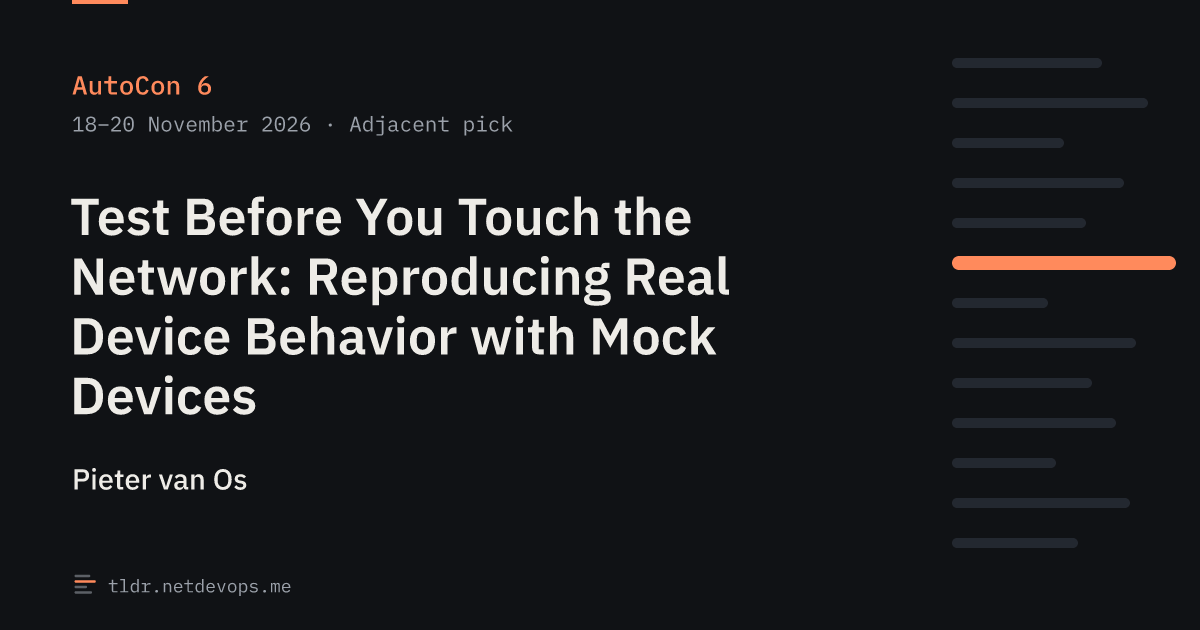 AutoCon 6
18–20 November 2026 · Adjacent pick
Test Before You Touch the
Network: Reproducing Real
Device Behavior with Mock
Devices
Pieter van Os
tldr.netdevops.me